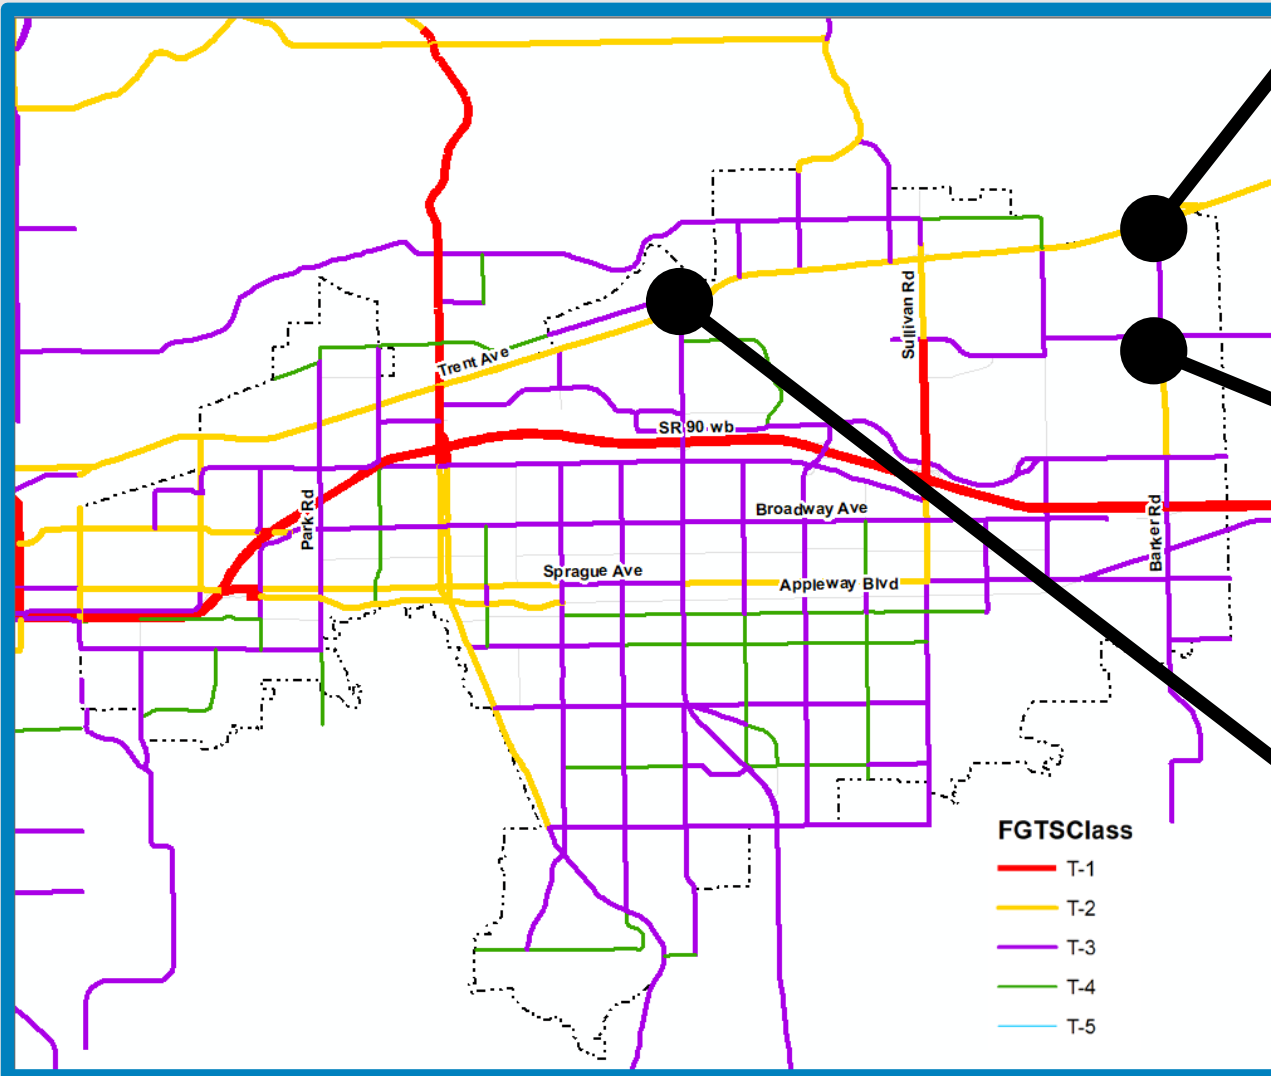 Sullivan Rd
Trent Ave
SR 90 wb
Park Rd
Broadway Ave
Barker Rd
Sprague Ave
Appleway Blvd
FGTSClass
T-1
T-2
T-3
T-4
T-5